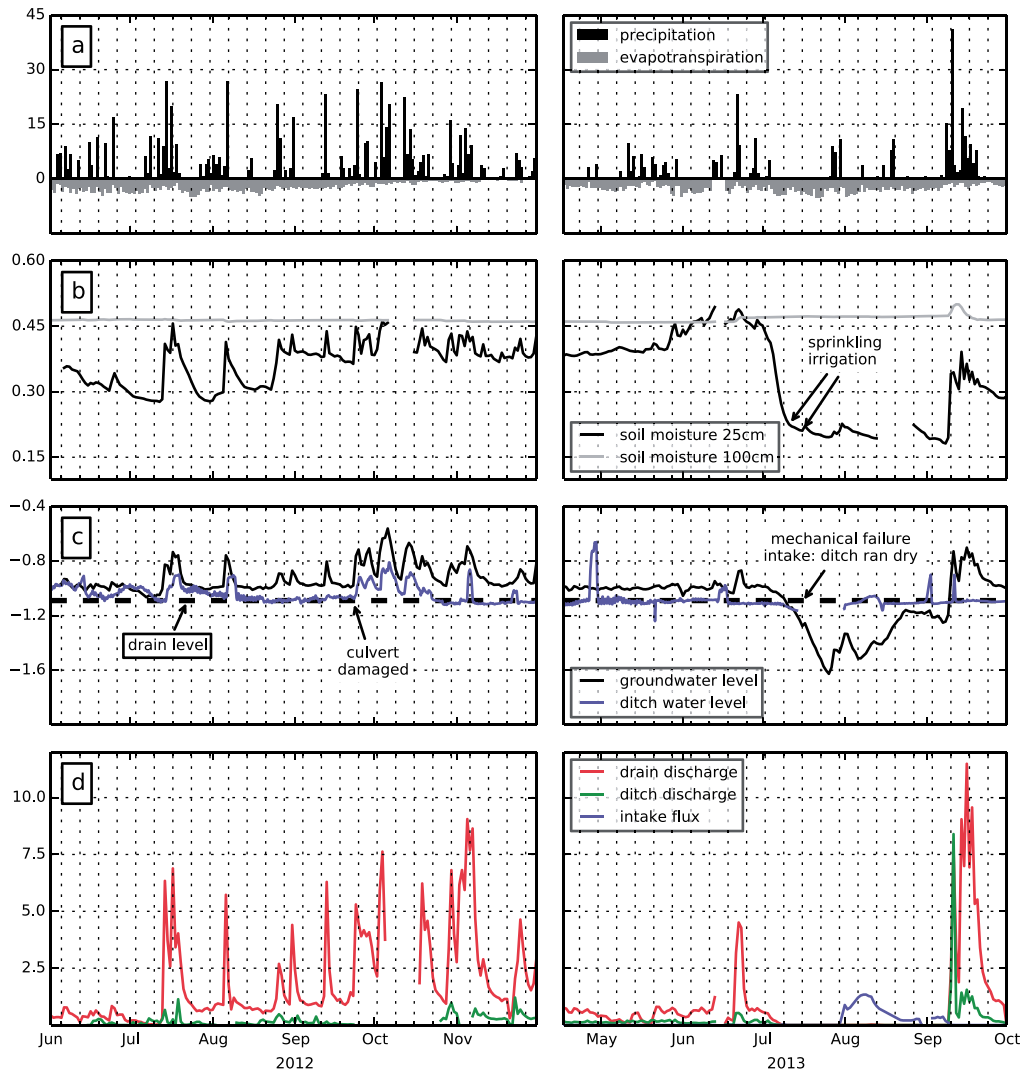 45
30
15
0
a
precipitation
evapotranspiration
0.60
0.45
0.30
0.15
b
sprinkling
irrigation
soil moisture 25cm
soil moisture 100cm
−0.4
−0.8
−1.2
−1.6
c
drain level
culvert
damaged
mechanical failure
intake: ditch ran dry
groundwater level
ditch water level
10.0
7.5
5.0
2.5
d
drain discharge
ditch discharge
intake flux
Jun Jul Aug Sep Oct Nov
2012
May Jun Jul Aug Sep Oct
2013